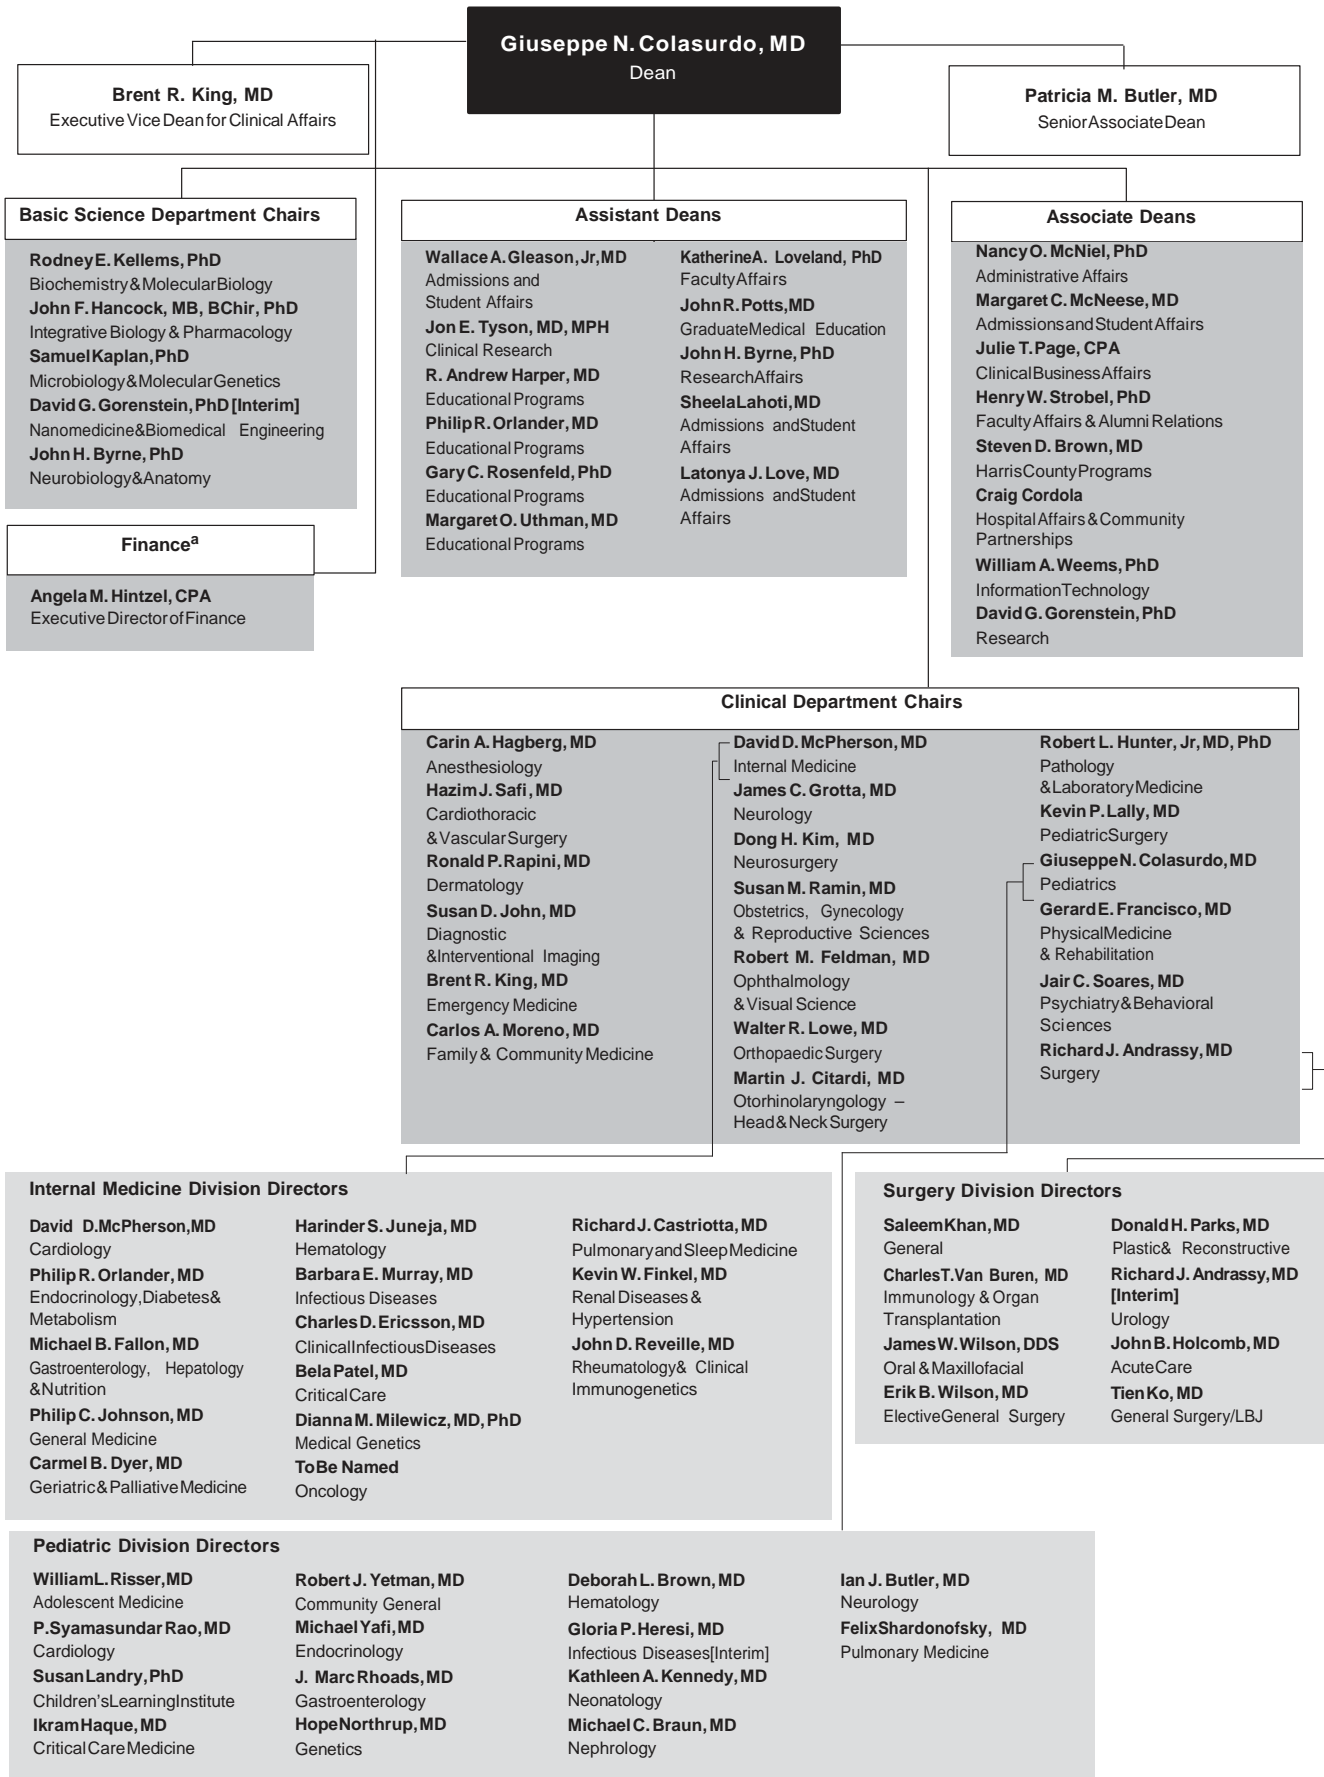 Giuseppe N. Colasurdo, MD
Dean
Brent R. King, MD
Executive Vice Dean for Clinical Affairs
Patricia M. Butler, MD
Senior Associate Dean
Basic Science Department Chairs
Rodney E. Kellems, PhD
Biochemistry & Molecular Biology
John F. Hancock, MB, BChir, PhD
Integrative Biology & Pharmacology
Samuel Kaplan, PhD
Microbiology & Molecular Genetics
David G. Gorenstein, PhD [Interim]
Nanomedicine & Biomedical Engineering
John H. Byrne, PhD
Neurobiology & Anatomy
Finance^a
Angela M. Hintzel, CPA
Executive Director of Finance
Assistant Deans
Wallace A. Gleason, Jr, MD
Admissions and
Student Affairs
Jon E. Tyson, MD, MPH
Clinical Research
R. Andrew Harper, MD
Educational Programs
Philip R. Orlander, MD
Educational Programs
Gary C. Rosenfeld, PhD
Educational Programs
Margaret O. Uthman, MD
Educational Programs
Katherine A. Loveland, PhD
Faculty Affairs
John R. Potts, MD
Graduate Medical Education
John H. Byrne, PhD
Research Affairs
Sheela Lahoti, MD
Admissions and Student
Affairs
Latonya J. Love, MD
Admissions and Student
Affairs
Associate Deans
Nancy O. McNiel, PhD
Administrative Affairs
Margaret C. McNeese, MD
Admissions and Student Affairs
Julie T. Page, CPA
Clinical Business Affairs
Henry W. Strobel, PhD
Faculty Affairs & Alumni Relations
Steven D. Brown, MD
Harris County Programs
Craig Cordola
Hospital Affairs & Community
Partnerships
William A. Weems, PhD
Information Technology
David G. Gorenstein, PhD
Research
Clinical Department Chairs
Carin A. Hagberg, MD
Anesthesiology
Hazim J. Safi, MD
Cardiothoracic
& Vascular Surgery
Ronald P. Rapini, MD
Dermatology
Susan D. John, MD
Diagnostic
& Interventional Imaging
Brent R. King, MD
Emergency Medicine
Carlos A. Moreno, MD
Family & Community Medicine
David D. McPherson, MD
Internal Medicine
James C. Grotta, MD
Neurology
Dong H. Kim, MD
Neurosurgery
Susan M. Ramin, MD
Obstetrics, Gynecology
& Reproductive Sciences
Robert M. Feldman, MD
Ophthalmology
& Visual Science
Walter R. Lowe, MD
Orthopaedic Surgery
Martin J. Citardi, MD
Otorhinolaryngology –
Head & Neck Surgery
Robert L. Hunter, Jr, MD, PhD
Pathology
& Laboratory Medicine
Kevin P. Lally, MD
Pediatric Surgery
Giuseppe N. Colasurdo, MD
Pediatrics
Gerard E. Francisco, MD
Physical Medicine
& Rehabilitation
Jair C. Soares, MD
Psychiatry & Behavioral
Sciences
Richard J. Andrassy, MD
Surgery
Internal Medicine Division Directors
David D. McPherson, MD
Cardiology
Philip R. Orlander, MD
Endocrinology, Diabetes &
Metabolism
Michael B. Fallon, MD
Gastroenterology, Hepatology
& Nutrition
Philip C. Johnson, MD
General Medicine
Carmel B. Dyer, MD
Geriatric & Palliative Medicine
Harinder S. Juneja, MD
Hematology
Barbara E. Murray, MD
Infectious Diseases
Charles D. Ericsson, MD
Clinical Infectious Diseases
Bela Patel, MD
Critical Care
Dianna M. Milewicz, MD, PhD
Medical Genetics
To Be Named
Oncology
Richard J. Castriotta, MD
Pulmonary and Sleep Medicine
Kevin W. Finkel, MD
Renal Diseases &
Hypertension
John D. Reveille, MD
Rheumatology & Clinical
Immunogenetics
Surgery Division Directors
Saleem Khan, MD
General
Charles T. Van Buren, MD
Immunology & Organ
Transplantation
James W. Wilson, DDS
Oral & Maxillofacial
Erik B. Wilson, MD
Elective General Surgery
Donald H. Parks, MD
Plastic & Reconstructive
Richard J. Andrassy, MD
[Interim]
Urology
John B. Holcomb, MD
Acute Care
Tien Ko, MD
General Surgery/LBJ
Pediatric Division Directors
William L. Risser, MD
Adolescent Medicine
P. Syamasundar Rao, MD
Cardiology
Susan Landry, PhD
Children's Learning Institute
Ikram Haque, MD
Critical Care Medicine
Robert J. Yetman, MD
Community General
Michael Yafi, MD
Endocrinology
J. Marc Rhoads, MD
Gastroenterology
Hope Northrup, MD
Genetics
Deborah L. Brown, MD
Hematology
Gloria P. Heresi, MD
Infectious Diseases [Interim]
Kathleen A. Kennedy, MD
Neonatology
Michael C. Braun, MD
Nephrology
Ian J. Butler, MD
Neurology
Felix Shardonofsky, MD
Pulmonary Medicine